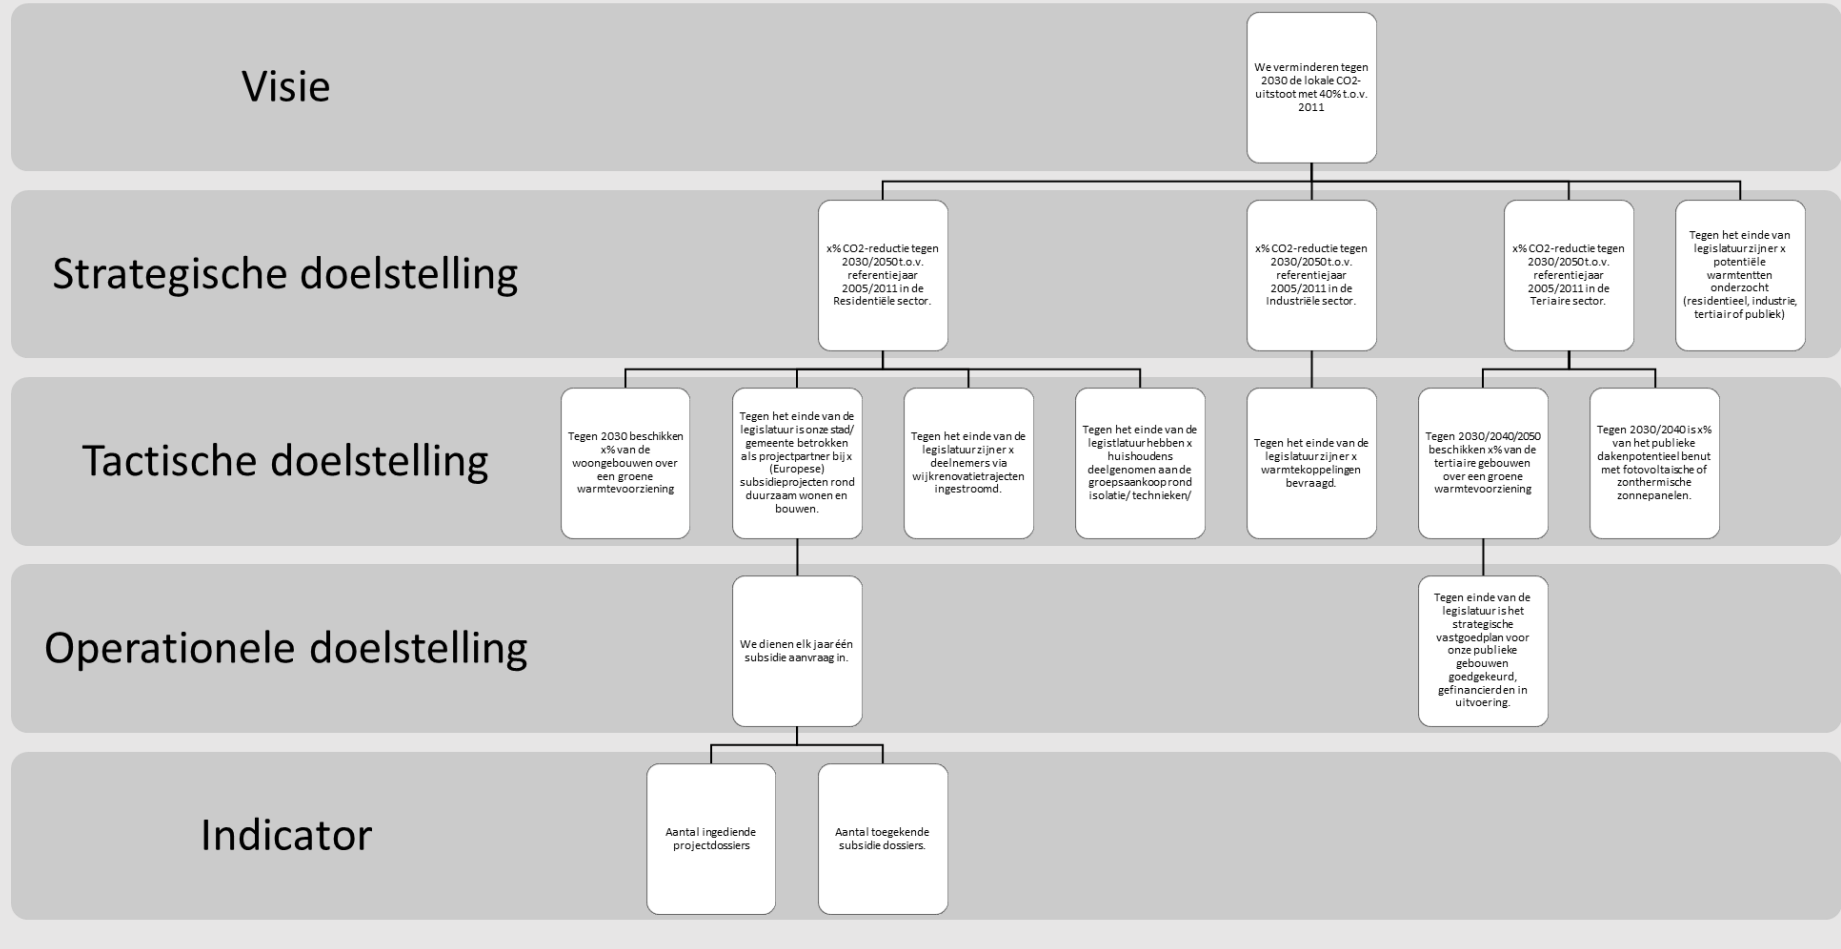 Visie
We verminderen tegen
2030 de lokale CO2-
uitstoot met 40% t.o.v.
2011
Strategische doelstelling
x% CO2-reductie tegen
2030/2050 t.o.v.
referentiejaar
2005/2011 in de
Residentiële sector.
x% CO2-reductie tegen
2030/2050 t.o.v.
referentiejaar
2005/2011 in de
Industriële sector.
x% CO2-reductie tegen
2030/2050 t.o.v.
referentiejaar
2005/2011 in de
Teriaire sector.
Tegen het einde van
legislatuur zijn er x
potentiële
warmtentten
onderzocht
(residentieel, industrie,
tertiair of publiek)
Tactische doelstelling
Tegen 2030 beschikken
x% van de
woongebouwen over
een groene
warmtevoorziening
Tegen het einde van de
legislatuur is onze stad/
gemeente betrokken
als projectpartner bij x
(Europese)
subsidieprojecten rond
duurzaam wonen en
bouwen.
Tegen het einde van de
legislatuur zijn er x
deelnemers via
wijkrenovatietrajecten
ingestroomd.
Tegen het einde van de
legistlatuur hebben x
huishoudens
deelgenomen aan de
groepsaankoop rond
isolatie/ technieken/
Tegen het einde van de
legislatuur zijn er x
warmtekoppelingen
bevraagd.
Tegen 2030/2040/2050
beschikken x% van de
tertiaire gebouwen
over een groene
warmtevoorziening
Tegen 2030/2040 is x%
van het publieke
dakenpotentieel benut
met fotovoltaïsche of
zonthermische
zonnepanelen.
Operationele doelstelling
We dienen elk jaar één
subsidie aanvraag in.
Tegen einde van de
legislatuur is het
strategische
vastgoedplan voor
onze publieke
gebouwen
goedgekeurd,
gefinancierd en in
uitvoering.
Indicator
Aantal ingediende
projectdossiers
Aantal toegekende
subsidie dossiers.